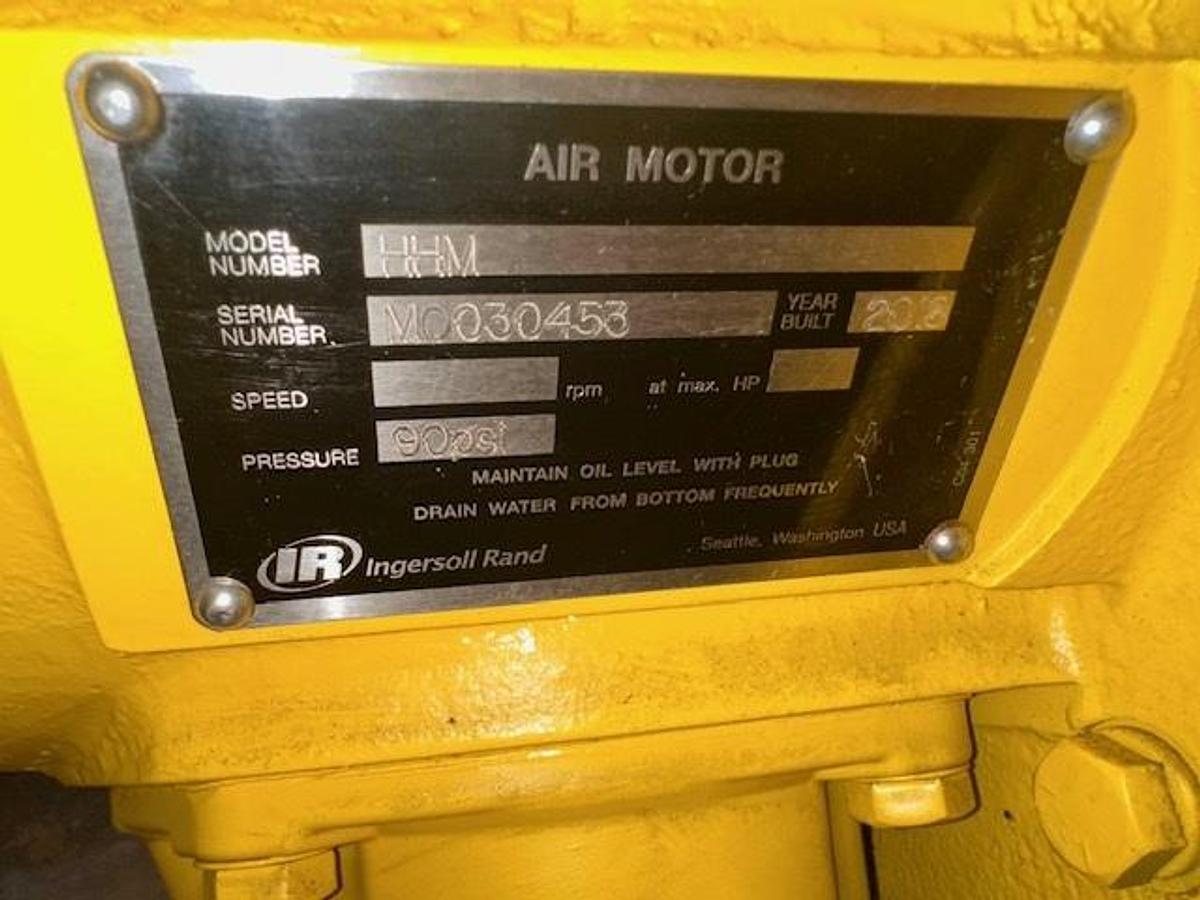 AIR MOTOR
MODEL NUMBER HHM
SERIAL NUMBER M0030453 YEAR BUILT
SPEED rpm at max. HP
PRESSURE 90psi
MAINTAIN OIL LEVEL WITH PLUG
DRAIN WATER FROM BOTTOM FREQUENTLY
IR Ingersoll Rand Seattle, Washington USA